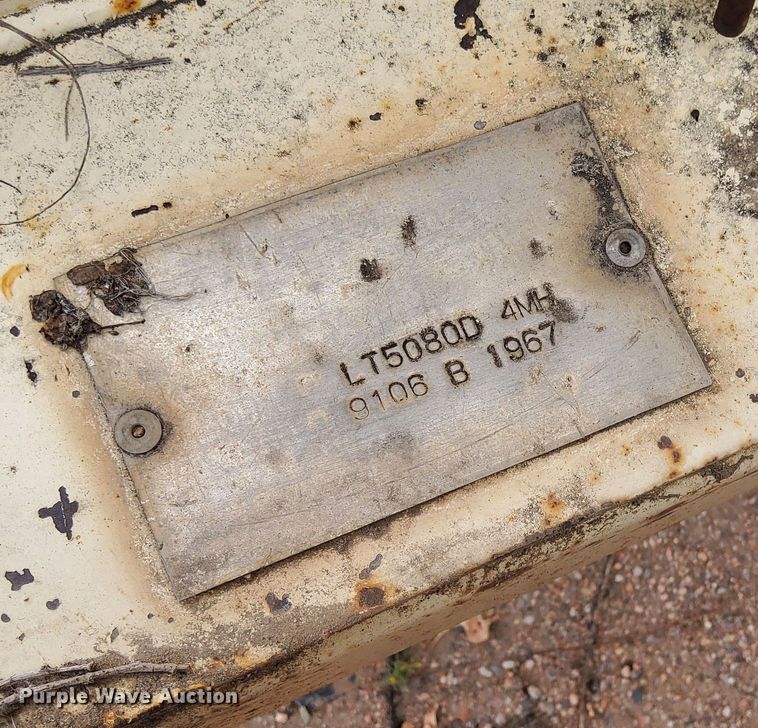 LT5080D 4MH
9106 B 1967
Purple Wave Auction